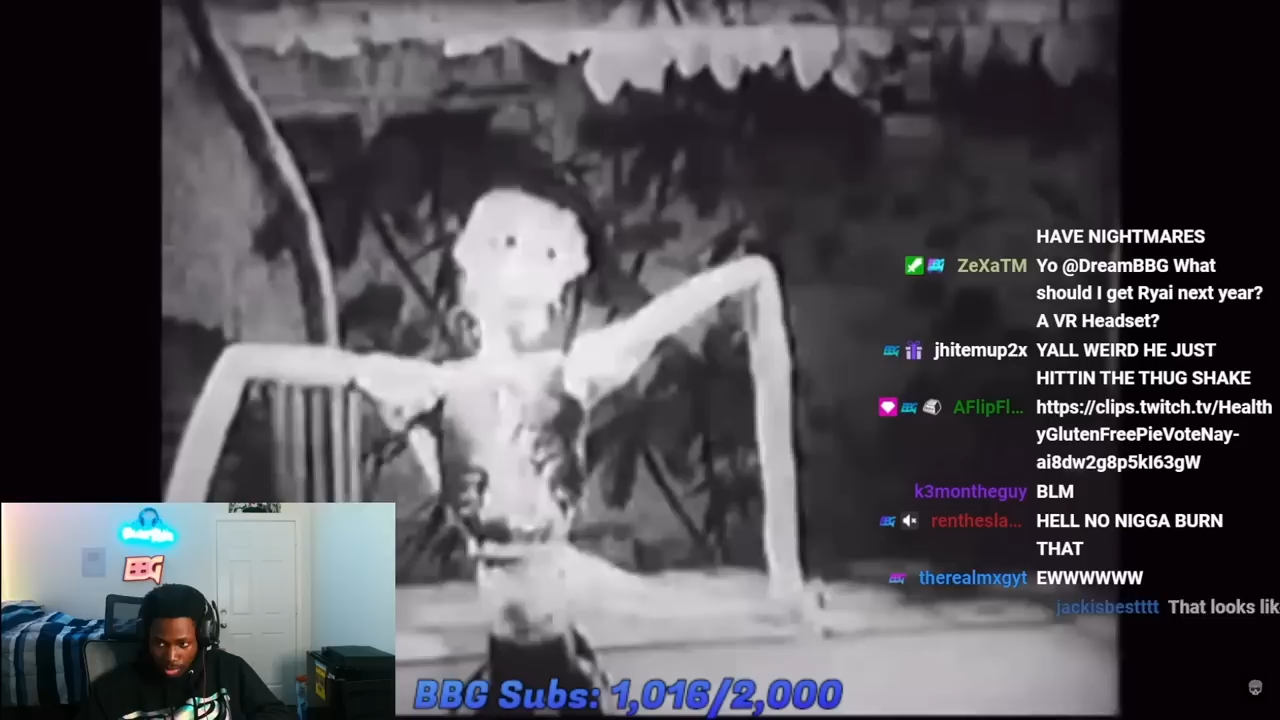 HAVE NIGHTMARES
ZeXaTM Yo @DreamBBG What
should I get Ryai next year?
A VR Headset?
jhitemup2x YALL WEIRD HE JUST
HITTIN THE THUG SHAKE
AFlipFl... https://clips.twitch.tv/Health
yGlutenFreePieVoteNay-
ai8dw2g8p5kI63gW
k3montheguy BLM
renthesla... HELL NO NIGGA BURN
THAT
therealmxgyt EWWWWWW
jackisbestttt That looks lik
BBG
BBG Subs: 1,016/2,000